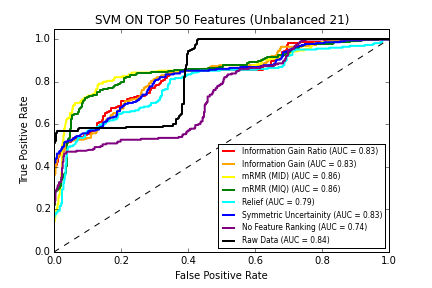 SVM ON TOP 50 Features (Unbalanced 21)
True Positive Rate
1.0
0.8
0.6
0.4
0.2
0.0
Information Gain Ratio (AUC = 0.83)
Information Gain (AUC = 0.83)
mRMR (MID) (AUC = 0.86)
mRMR (MIQ) (AUC = 0.86)
Relief (AUC = 0.79)
Symmetric Uncertainity (AUC = 0.83)
No Feature Ranking (AUC = 0.74)
Raw Data (AUC = 0.84)
0.0 0.2 0.4 0.6 0.8 1.0
False Positive Rate